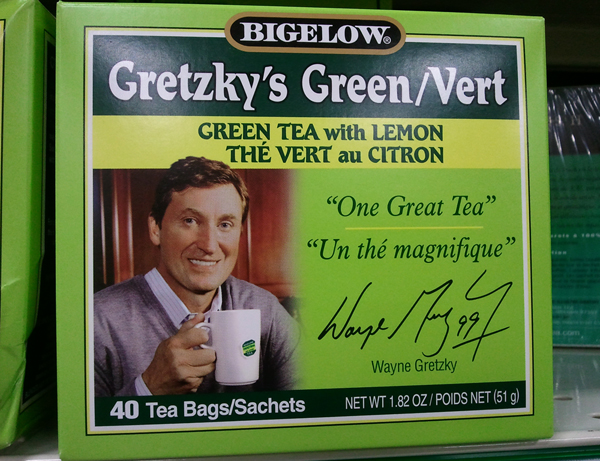 BIGELOW®
Gretzky's Green/Vert
GREEN TEA with LEMON
THÉ VERT au CITRON
"One Great Tea"
"Un thé magnifique"
Wayne Gretzky 99
Wayne Gretzky
40 Tea Bags/Sachets
NET WT 1.82 OZ / POIDS NET (51 g)